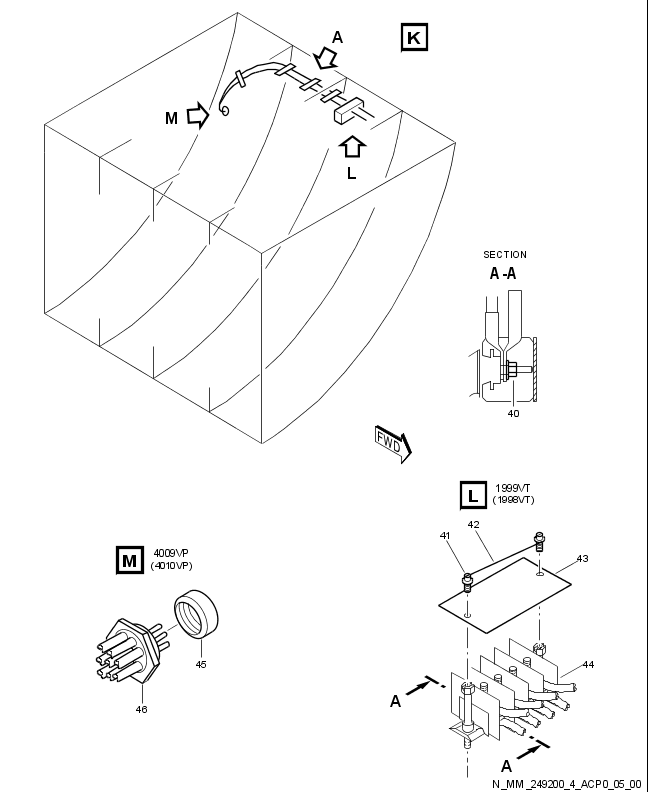 A
K
M
L
SECTION
A-A
40
FWD
L
1999VT
(1998VT)
42
41
43
M
4009VP
(4010VP)
45
44
A
46
A
N_MM_249200_4_ACP0_05_00